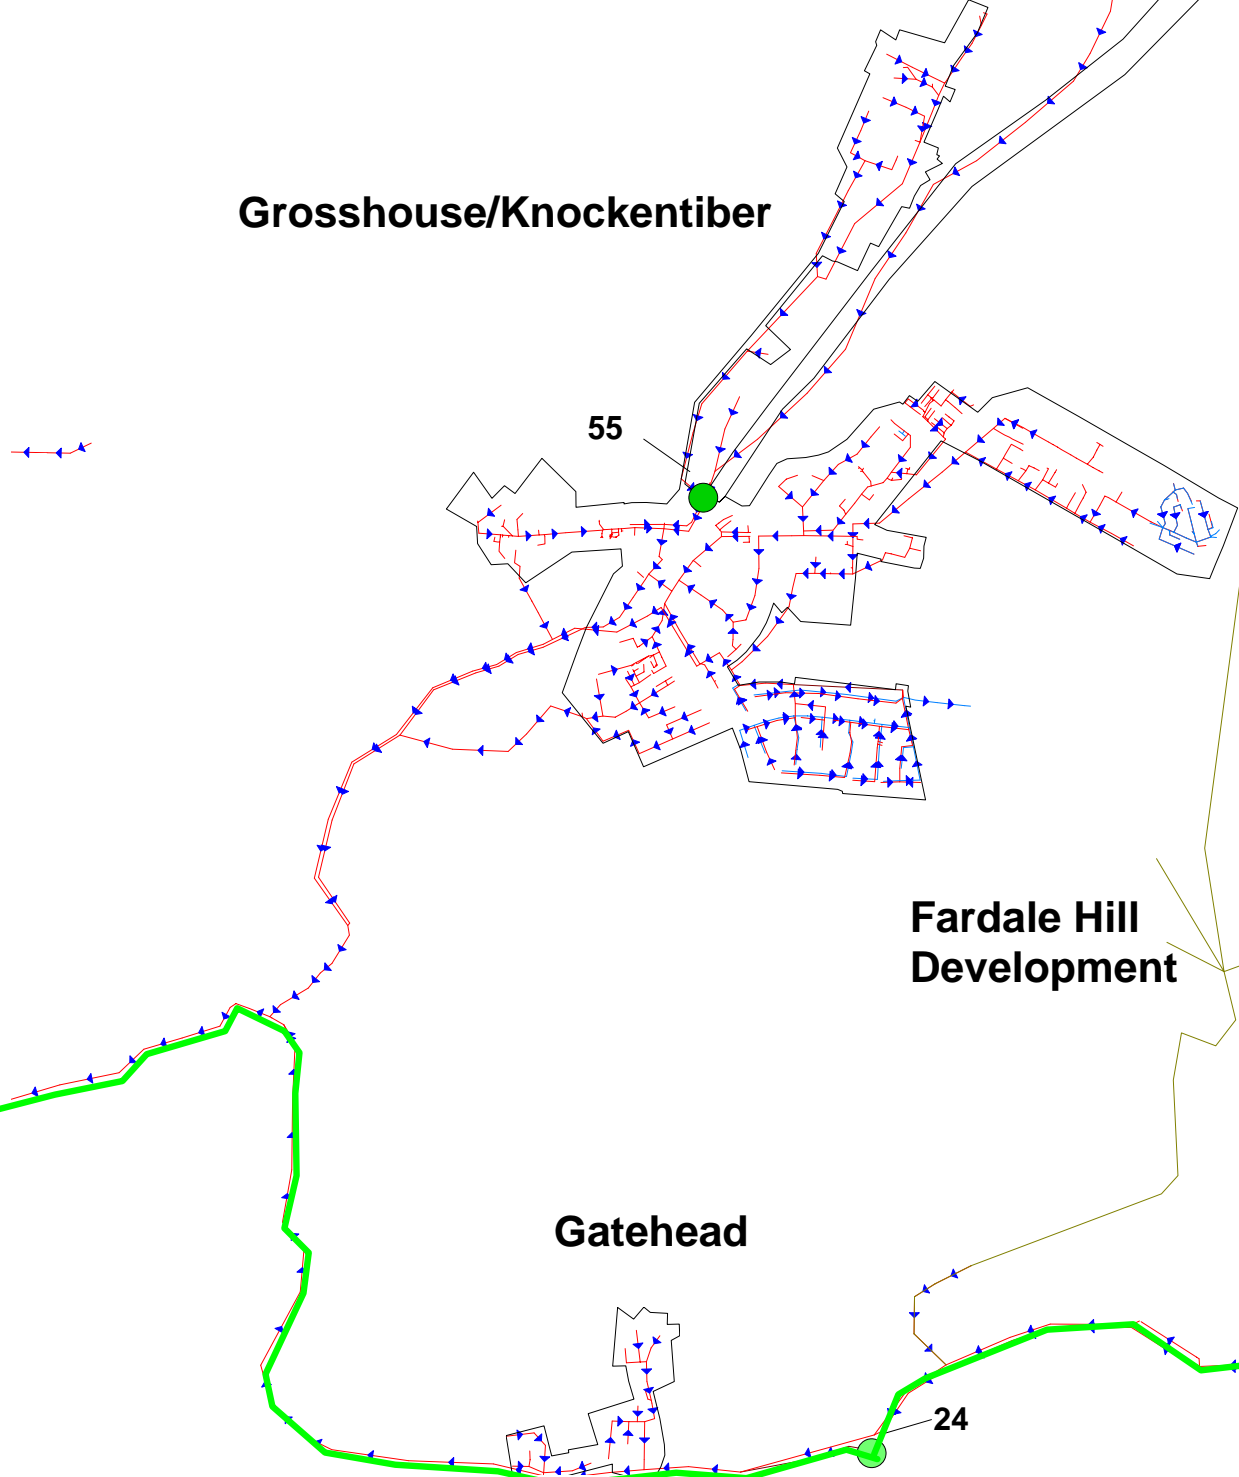 Grosshouse/Knockentiber
55
Fardale Hill
Development
Gatehead
24